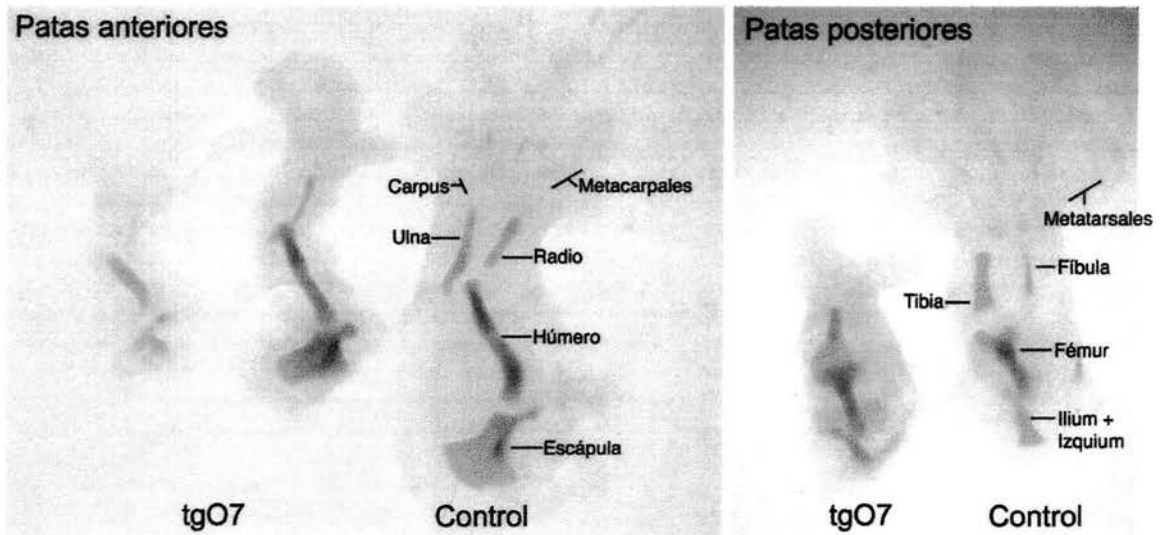 Patas anteriores
Carpus
Metacarpales
Ulna
Radio
Húmero
Escápula
tgO7
Control
Patas posteriores
Metatarsales
Fíbula
Tibia
Fémur
Ilium +
Izquium
tgO7
Control